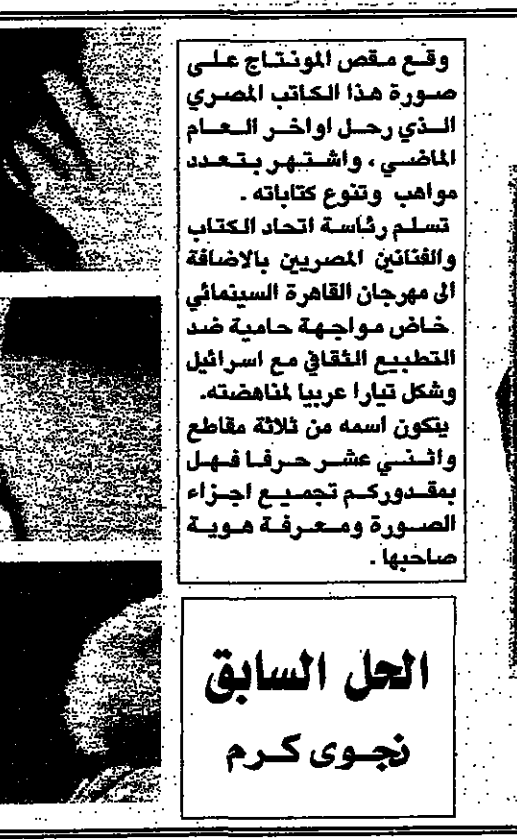 وقع مقص المونتاج على
صورة هذا الكاتب المصري
الذي رحل اواخر العام
الماضي ، واشتهر بتعدد
مواهب وتنوع كتاباته .
تسلم رئاسة اتحاد الكتاب
والفنانين المصريين بالاضافة
الى مهرجان القاهرة السينمائي
خاض مواجهة حامية ضد
التطبيع الثقافي مع اسرائيل
وشكل تيارا عربيا لمناهضته.
يتكون اسمه من ثلاثة مقاطع
واثنني عشر حرفا فهل
بمقدوركم تجميع اجزاء
الصورة ومعرفة هوية
صاحبها .
الحل السابق
نجوى كرم